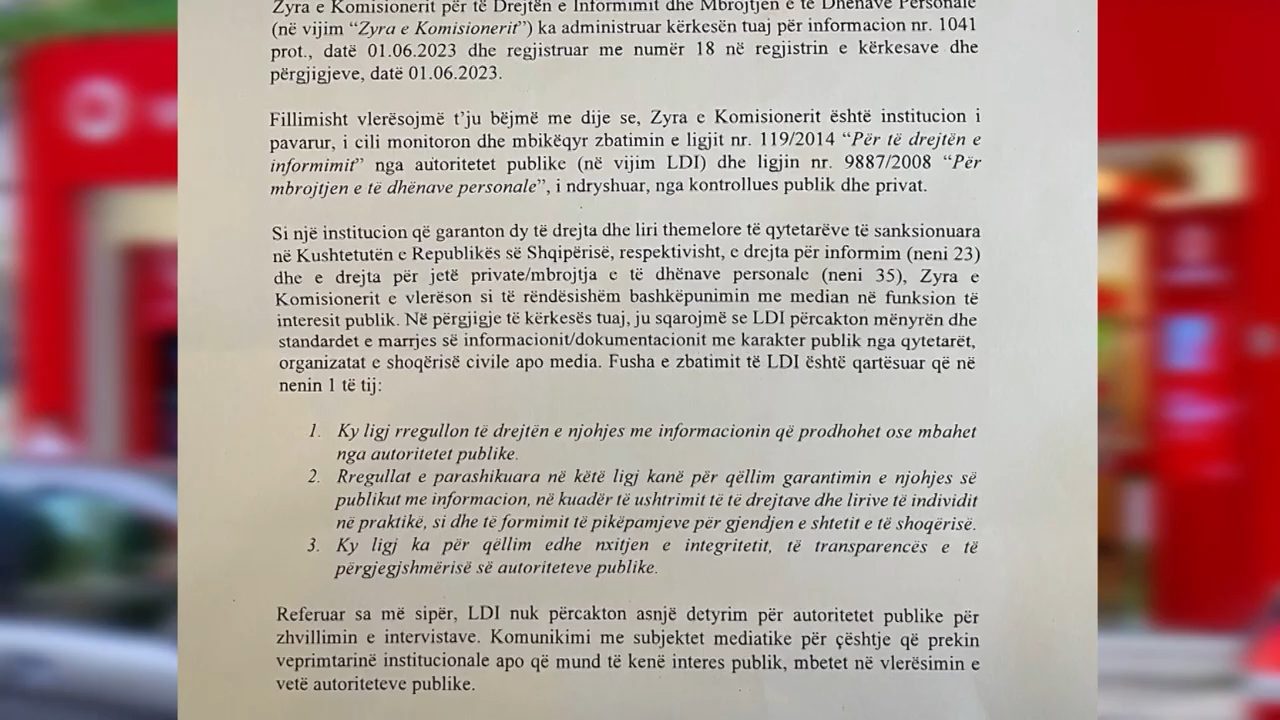 Zyra e Komisionerit për të Drejtën e Informimit dhe Mbrojtjen e të Dhënave Personale
(në vijim “Zyra e Komisionerit”) ka administruar kërkesën tuaj për informacion nr. 1041
prot., datë 01.06.2023 dhe regjistruar me numër 18 në regjistrin e kërkesave dhe
përgjigjeve, datë 01.06.2023.
Fillimisht vlerësojmë t’ju bëjmë me dije se, Zyra e Komisionerit është institucion i
pavarur, i cili monitoron dhe mbikëqyr zbatimin e ligjit nr. 119/2014 “Për të drejtën e
informimit” nga autoritetet publike (në vijim LDI) dhe ligjin nr. 9887/2008 “Për
mbrojtjen e të dhënave personale”, i ndryshuar, nga kontrollues publik dhe privat.
Si një institucion që garanton dy të drejta dhe liri themelore të qytetarëve të sanksionuara
në Kushtetutën e Republikës së Shqipërisë, respektivisht, e drejta për informim (neni 23)
dhe e drejta për jetë private/mbrojtja e të dhënave personale (neni 35), Zyra e
Komisionerit e vlerëson si të rëndësishëm bashkëpunimin me median në funksion të
interesit publik. Në përgjigje të kërkesës tuaj, ju sqarojmë se LDI përcakton mënyrën dhe
standardet e marrjes së informacionit/dokumentacionit me karakter publik nga qytetarët,
organizatat e shoqërisë civile apo media. Fusha e zbatimit të LDI është qartësuar që në
nenin 1 të tij:
1. Ky ligj rregullon të drejtën e njohjes me informacionin që prodhohet ose mbahet
nga autoritetet publike.
2. Rregullat e parashikuara në këtë ligj kanë për qëllim garantimin e njohjes së
publikut me informacion, në kuadër të ushtrimit të të drejtave dhe lirive të individit
në praktikë, si dhe të formimit të pikëpamjeve për gjendjen e shtetit e të shoqërisë.
3. Ky ligj ka për qëllim edhe nxitjen e integritetit, të transparencës e të
përgjegjshmërisë së autoriteteve publike.
Referuar sa më sipër, LDI nuk përcakton asnjë detyrim për autoritetet publike për
zhvillimin e intervistave. Komunikimi me subjektet mediatike për çështje që prekin
veprimtarinë institucionale apo që mund të kenë interes publik, mbetet në vlerësimin e
vetë autoriteteve publike.